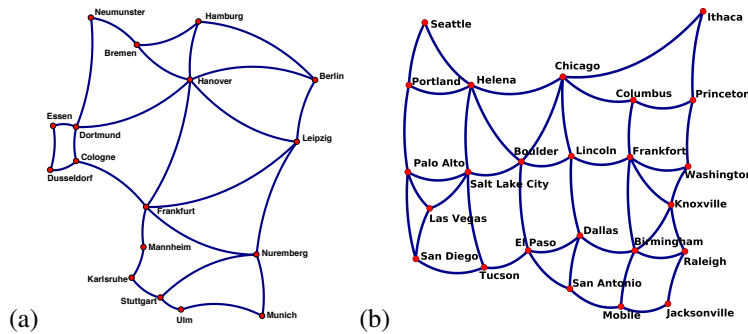 Neumunster
Hamburg
Bremen
Hanover
Berlin
Essen
Dortmund
Leipzig
Cologne
Dusseldorf
Frankfurt
Mannheim
Nuremberg
Karlsruhe
Stuttgart
Ulm
Munich
(a)
Ithaca
Seattle
Chicago
Portland
Helena
Columbus
Princeton
Palo Alto
Boulder
Lincoln
Frankfort
Salt Lake City
Washington
Las Vegas
Knoxville
San Diego
El Paso
Dallas
Birmingham
Tucson
Raleigh
San Antonio
Mobile
Jacksonville
(b)